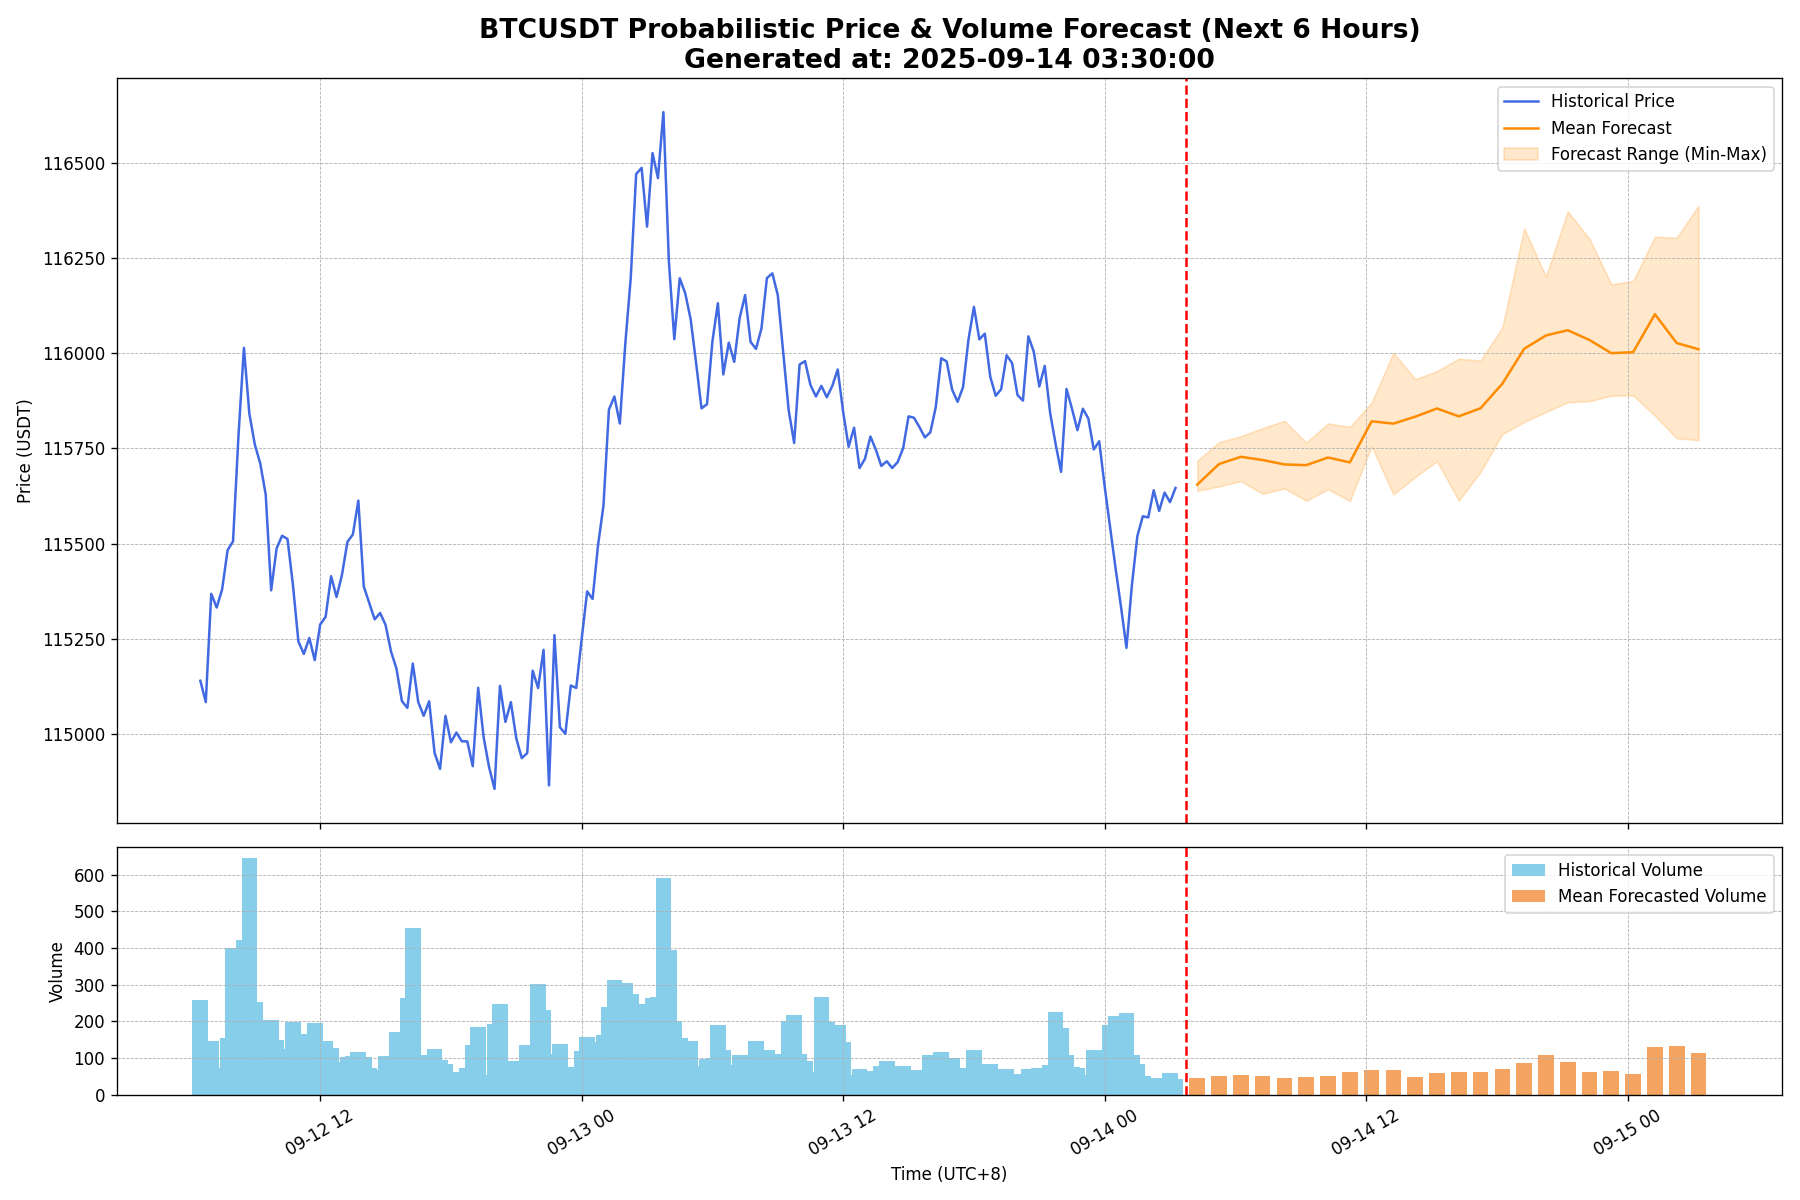 BTCUSDT Probabilistic Price & Volume Forecast (Next 6 Hours)
Generated at: 2025-09-14 03:30:00
Historical Price
Mean Forecast
Forecast Range (Min-Max)
116500
116250
116000
115750
115500
115250
115000
Price (USDT)
Historical Volume
Mean Forecasted Volume
600
500
400
300
200
100
0
Volume
09-12 12
09-13 00
09-13 12
09-14 00
09-14 12
09-15 00
Time (UTC+8)